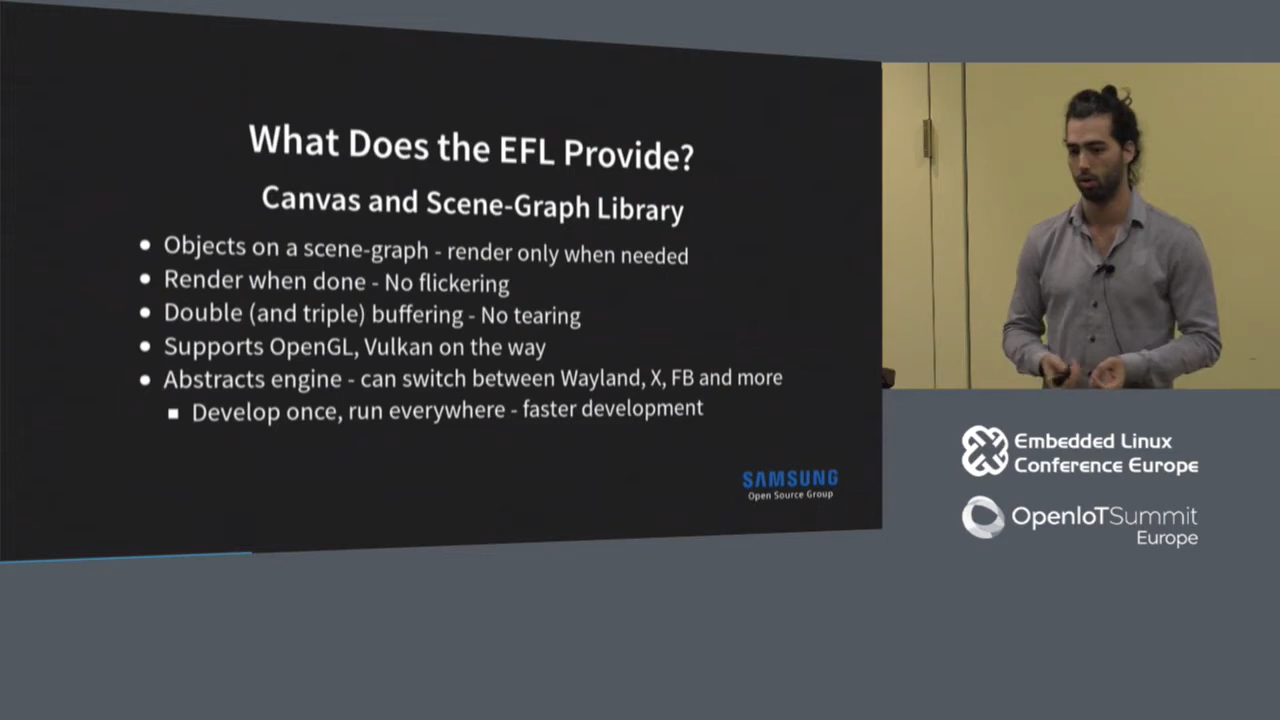 What Does the EFL Provide?
Canvas and Scene-Graph Library
Objects on a scene-graph - render only when needed
Render when done - No flickering
Double (and triple) buffering - No tearing
Supports OpenGL, Vulkan on the way
Abstracts engine - can switch between Wayland, X, FB and more
Develop once, run everywhere - faster development
SAMSUNG
Open Source Group
Embedded Linux
Conference Europe
OpenIoTSummit
Europe